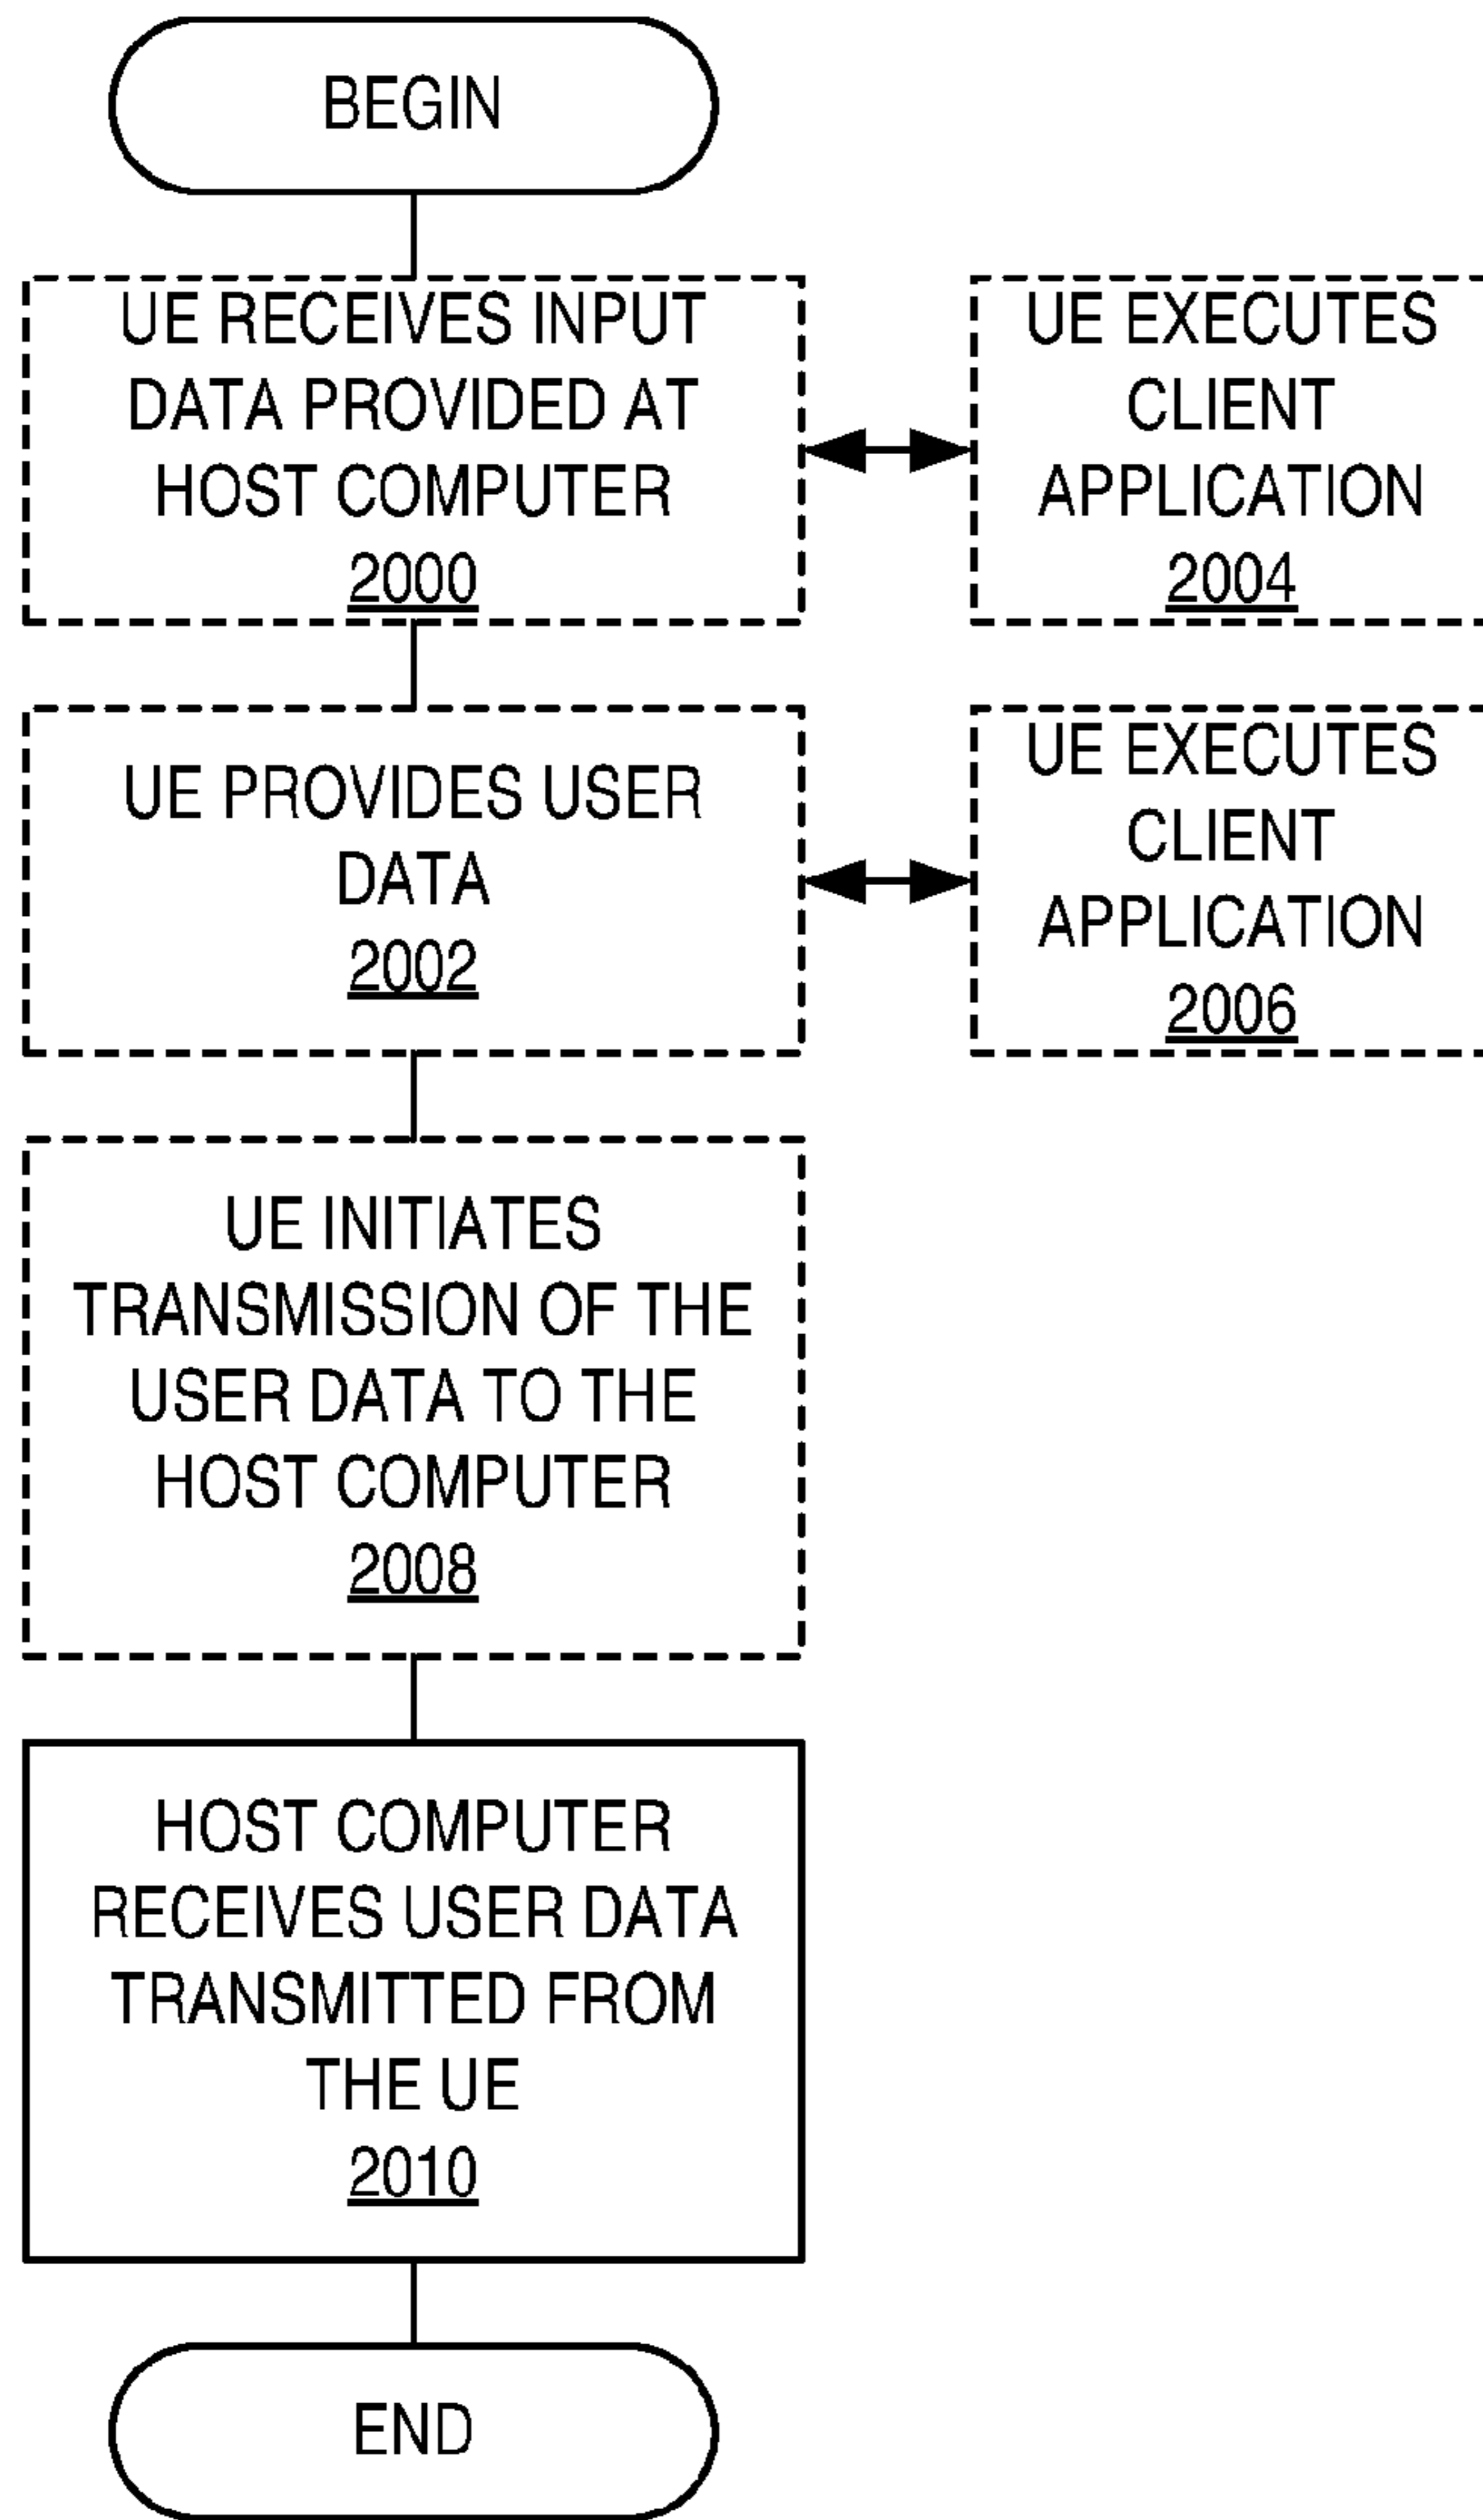 BEGIN
UE RECEIVES INPUT
DATA PROVIDED AT
HOST COMPUTER
2000
UE EXECUTES
CLIENT
APPLICATION
2004
UE PROVIDES USER
DATA
2002
UE EXECUTES
CLIENT
APPLICATION
2006
UE INITIATES
TRANSMISSION OF THE
USER DATA TO THE
HOST COMPUTER
2008
HOST COMPUTER
RECEIVES USER DATA
TRANSMITTED FROM
THE UE
2010
END